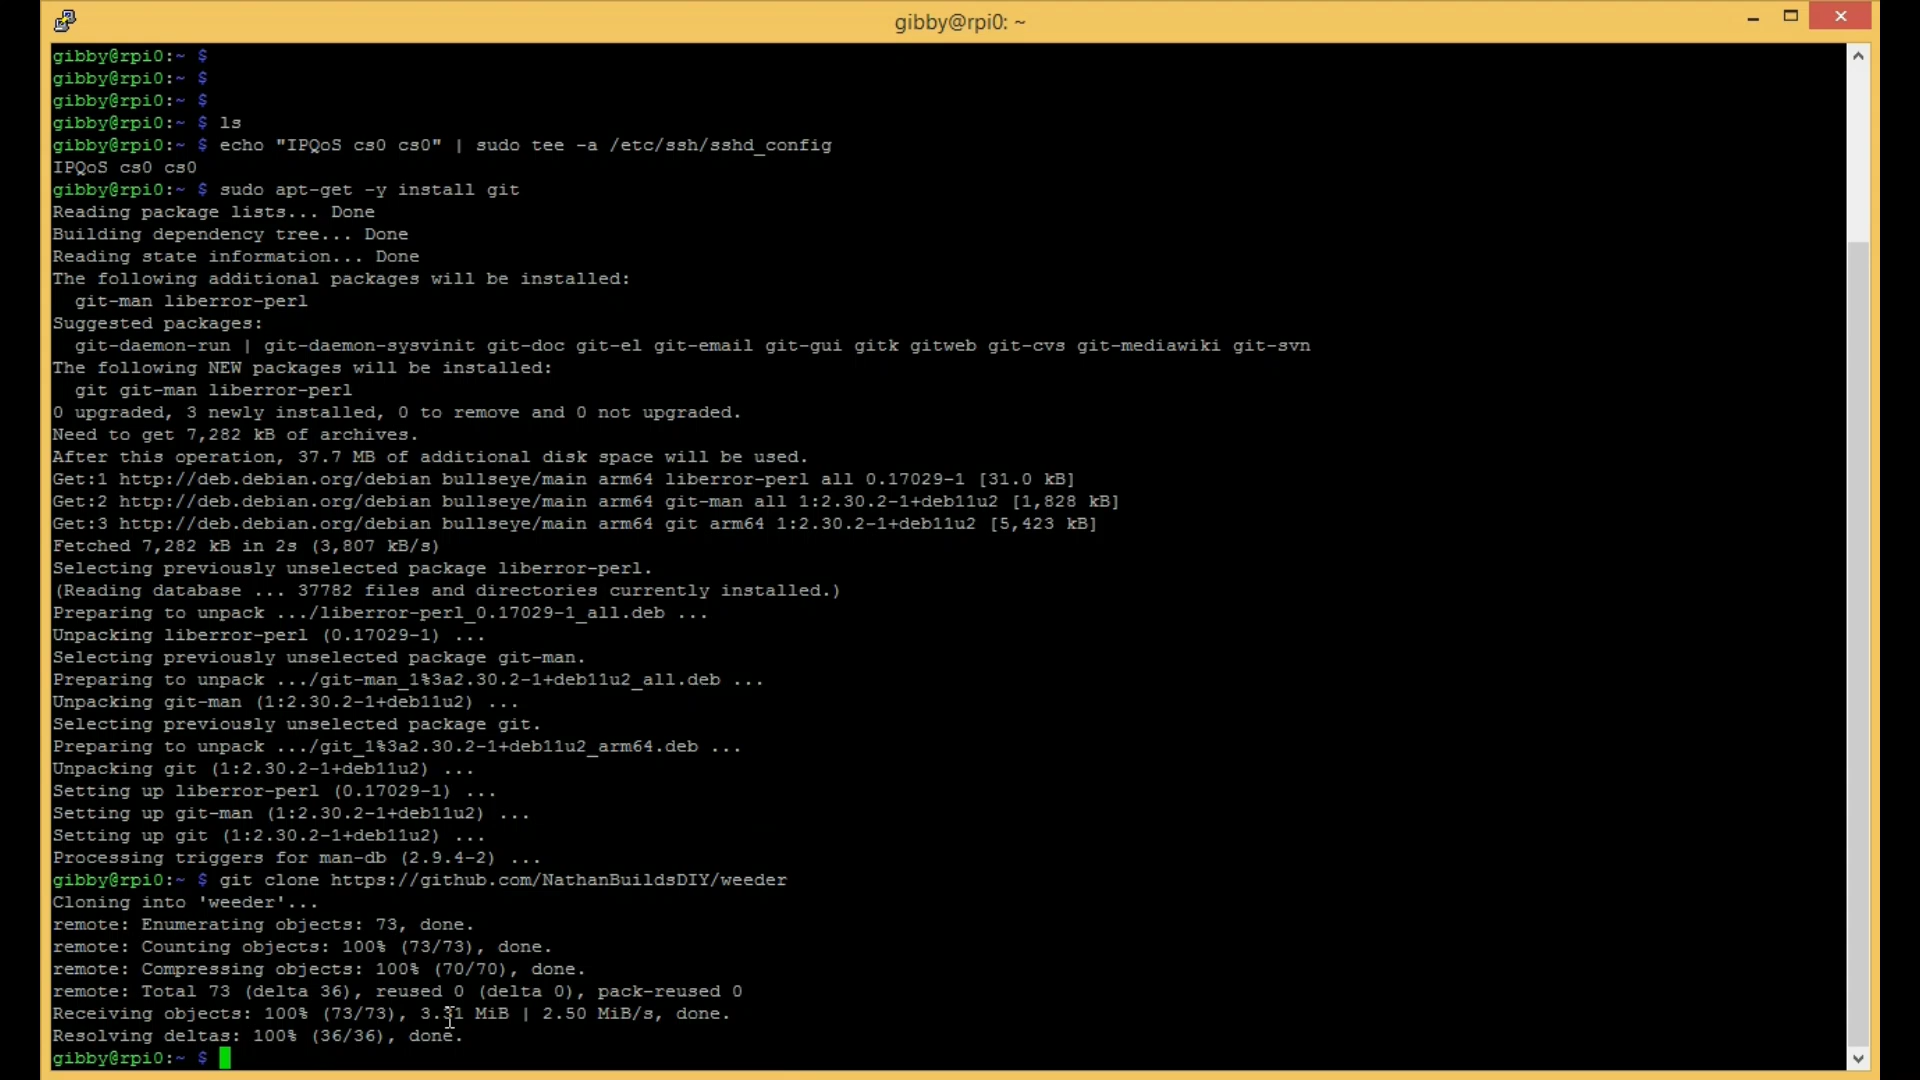 gibby@rpi0: ~
gibby@rpi0:~ $
gibby@rpi0:~ $
gibby@rpi0:~ $
gibby@rpi0:~ $ ls
gibby@rpi0:~ $ echo "IPQoS cs0 cs0" | sudo tee -a /etc/ssh/sshd_config
IPQoS cs0 cs0
gibby@rpi0:~ $ sudo apt-get -y install git
Reading package lists... Done
Building dependency tree... Done
Reading state information... Done
The following additional packages will be installed:
  git-man liberror-perl
Suggested packages:
  git-daemon-run | git-daemon-sysvinit git-doc git-el git-email git-gui gitk gitweb git-cvs git-mediawiki git-svn
The following NEW packages will be installed:
  git git-man liberror-perl
0 upgraded, 3 newly installed, 0 to remove and 0 not upgraded.
Need to get 7,282 kB of archives.
After this operation, 37.7 MB of additional disk space will be used.
Get:1 http://deb.debian.org/debian bullseye/main arm64 liberror-perl all 0.17029-1 [31.0 kB]
Get:2 http://deb.debian.org/debian bullseye/main arm64 git-man all 1:2.30.2-1+deb11u2 [1,828 kB]
Get:3 http://deb.debian.org/debian bullseye/main arm64 git arm64 1:2.30.2-1+deb11u2 [5,423 kB]
Fetched 7,282 kB in 2s (3,807 kB/s)
Selecting previously unselected package liberror-perl.
(Reading database ... 37782 files and directories currently installed.)
Preparing to unpack .../liberror-perl_0.17029-1_all.deb ...
Unpacking liberror-perl (0.17029-1) ...
Selecting previously unselected package git-man.
Preparing to unpack .../git-man_1%3a2.30.2-1+deb11u2_all.deb ...
Unpacking git-man (1:2.30.2-1+deb11u2) ...
Selecting previously unselected package git.
Preparing to unpack .../git_1%3a2.30.2-1+deb11u2_arm64.deb ...
Unpacking git (1:2.30.2-1+deb11u2) ...
Setting up liberror-perl (0.17029-1) ...
Setting up git-man (1:2.30.2-1+deb11u2) ...
Setting up git (1:2.30.2-1+deb11u2) ...
Processing triggers for man-db (2.9.4-2) ...
gibby@rpi0:~ $ git clone https://github.com/NathanBuildsDIY/weeder
Cloning into 'weeder'...
remote: Enumerating objects: 73, done.
remote: Counting objects: 100% (73/73), done.
remote: Compressing objects: 100% (70/70), done.
remote: Total 73 (delta 36), reused 0 (delta 0), pack-reused 0
Receiving objects: 100% (73/73), 3.31 MiB | 2.50 MiB/s, done.
Resolving deltas: 100% (36/36), done.
gibby@rpi0:~ $